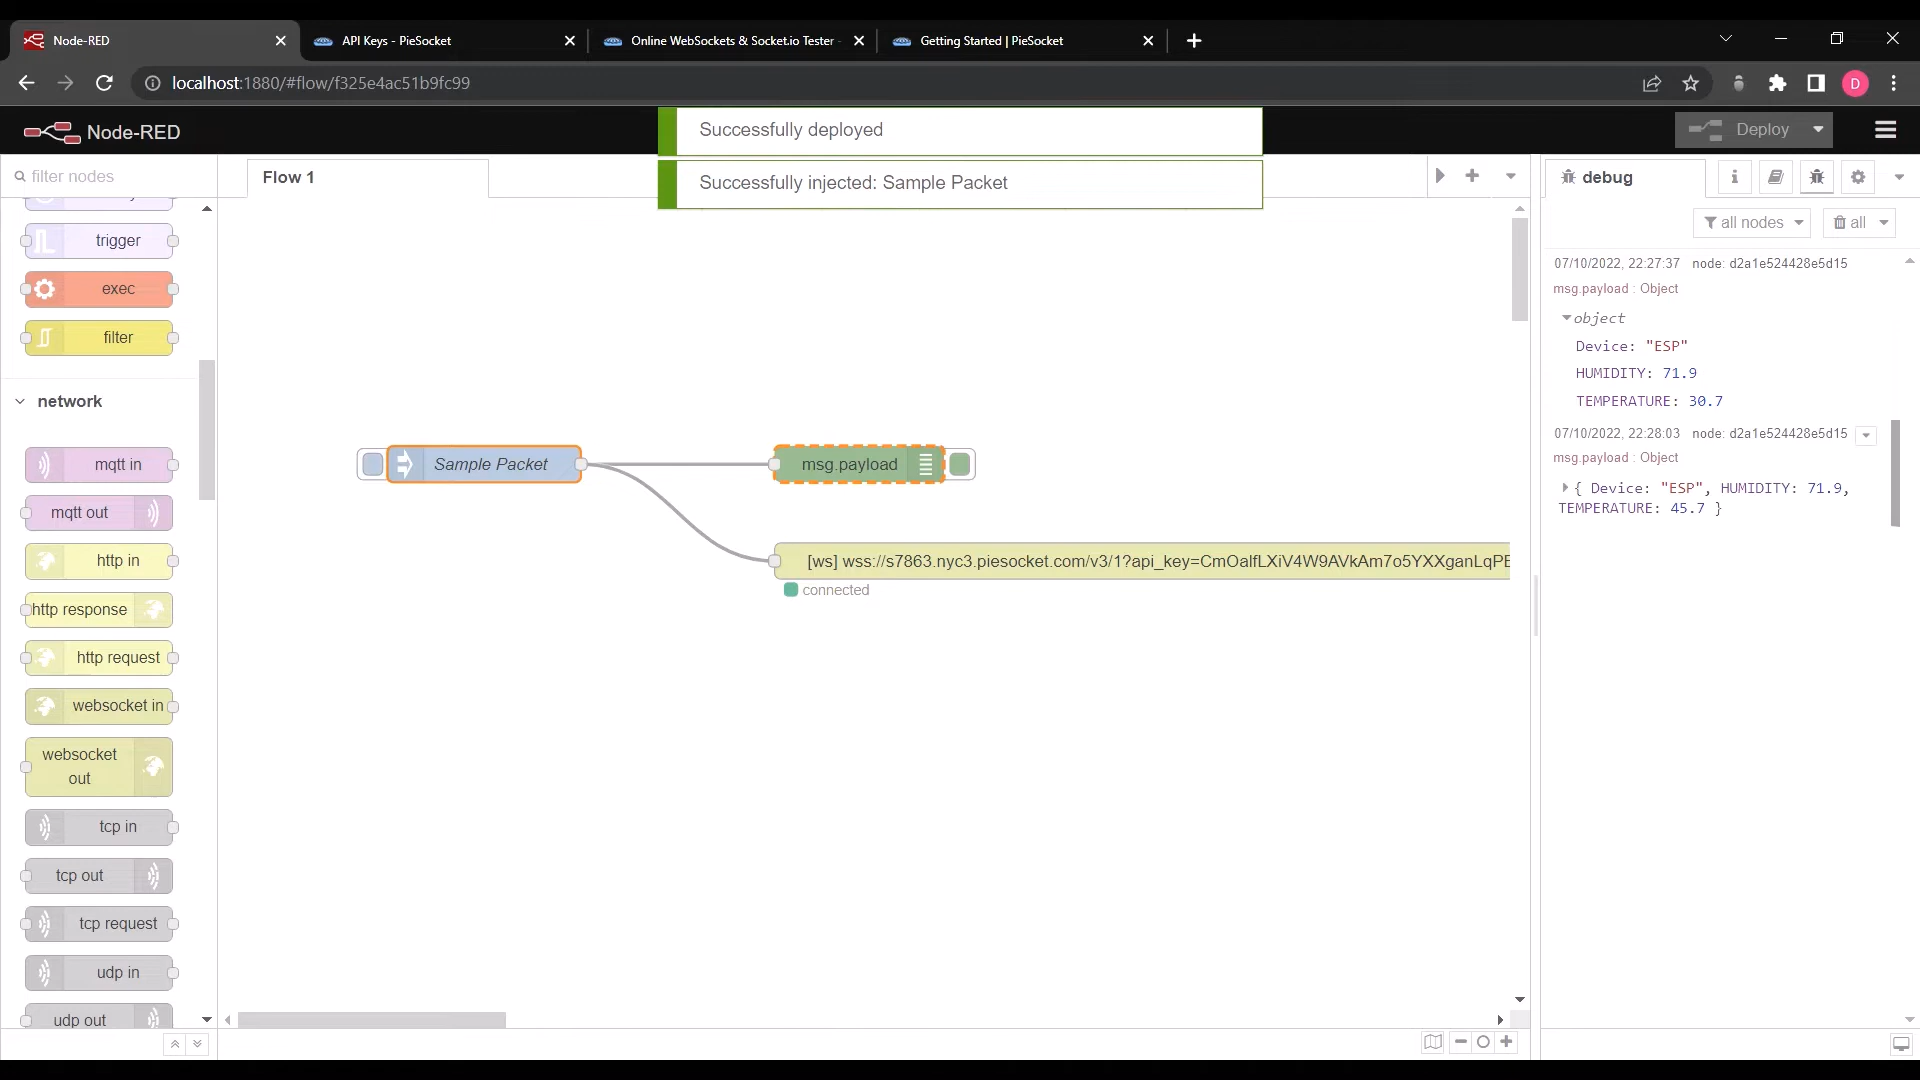 Node-RED
API Keys - PieSocket
Online WebSockets & Socket.io Tester -
Getting Started | PieSocket
localhost:1880/#flow/f325e4ac51b9fc99
D
Node-RED
Successfully deployed
Deploy
filter nodes
Flow 1
Successfully injected: Sample Packet
debug
all nodes
all
trigger
exec
filter
network
mqtt in
mqtt out
http in
http response
http request
websocket in
websocket
out
tcp in
tcp out
tcp request
udp in
udp out
Sample Packet
msg.payload
[ws] wss://s7863.nyc3.piesocket.com/v3/1?api_key=CmOalfLXiV4W9AVkAm7o5YXXganLqPE
connected
07/10/2022, 22:27:37 node: d2a1e524428e5d15
msg.payload : Object
object
Device: "ESP"
HUMIDITY: 71.9
TEMPERATURE: 30.7
07/10/2022, 22:28:03 node: d2a1e524428e5d15
msg.payload : Object
{ Device: "ESP", HUMIDITY: 71.9,
TEMPERATURE: 45.7 }